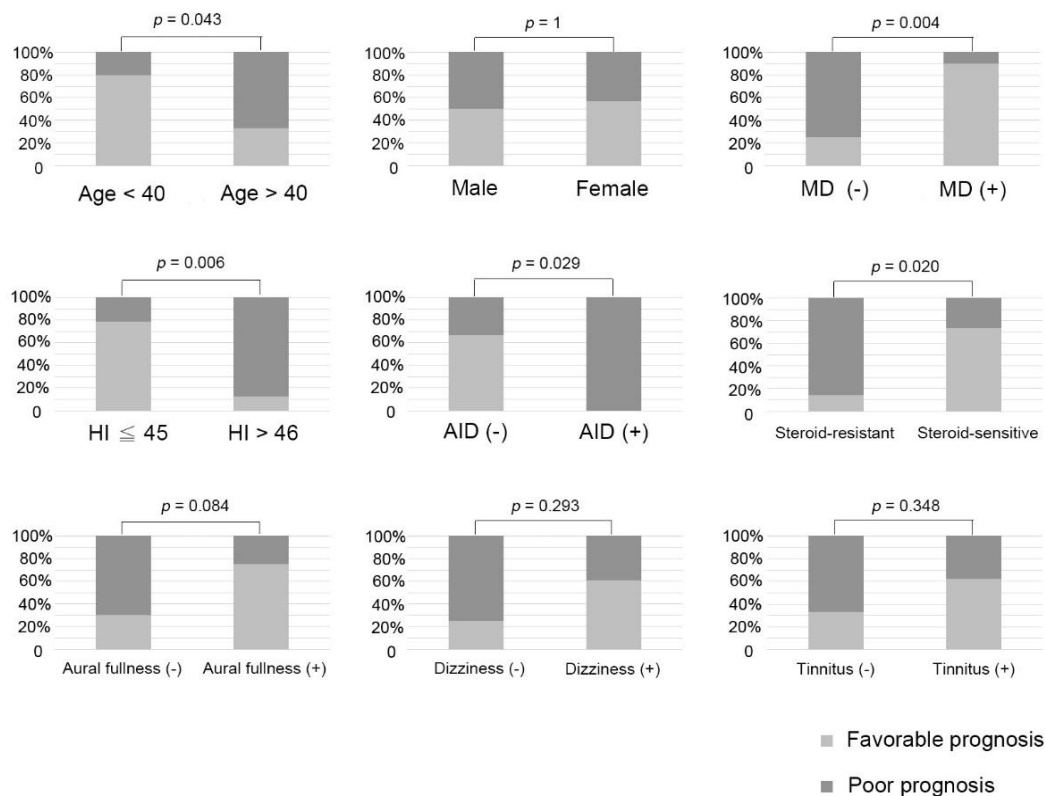 p = 0.043
100%
80%
60%
40%
20%
0
Age < 40
Age > 40
p = 1
100%
80%
60%
40%
20%
0
Male
Female
p = 0.004
100%
80%
60%
40%
20%
0
MD (-)
MD (+)
p = 0.006
100%
80%
60%
40%
20%
0
HI ≦ 45
HI > 46
p = 0.029
100%
80%
60%
40%
20%
0
AID (-)
AID (+)
p = 0.020
100%
80%
60%
40%
20%
0
Steroid-resistant
Steroid-sensitive
p = 0.084
100%
80%
60%
40%
20%
0
Aural fullness (-)
Aural fullness (+)
p = 0.293
100%
80%
60%
40%
20%
0
Dizziness (-)
Dizziness (+)
p = 0.348
100%
80%
60%
40%
20%
0
Tinnitus (-)
Tinnitus (+)
Favorable prognosis
Poor prognosis